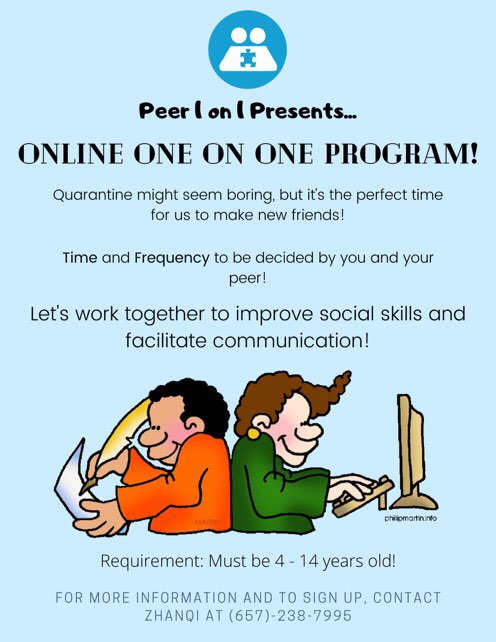 Peer 1 on 1 Presents...
ONLINE ONE ON ONE PROGRAM!
Quarantine might seem boring, but it's the perfect time
for us to make new friends!
Time and Frequency to be decided by you and your
peer!
Let's work together to improve social skills and
facilitate communication!
MARTIN
philipmartin.info
Requirement: Must be 4 - 14 years old!
FOR MORE INFORMATION AND TO SIGN UP, CONTACT
ZHANQI AT (657)-238-7995